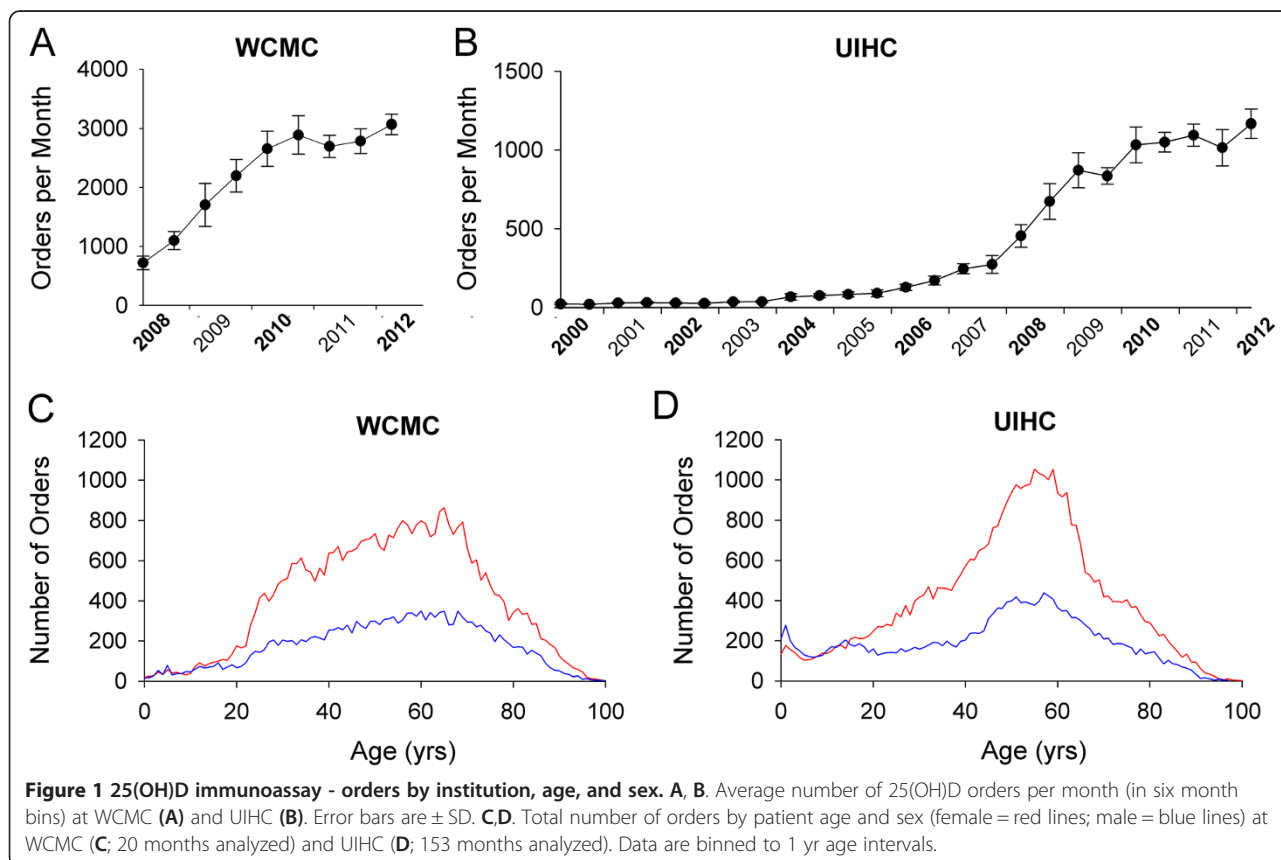 A
WCMC
Orders per Month
4000
3000
2000
1000
0
2008
2009
2010
2011
2012
B
UIHC
Orders per Month
1500
1000
500
0
2000
2001
2002
2003
2004
2005
2006
2007
2008
2009
2010
2011
2012
C
WCMC
Number of Orders
1200
1000
800
600
400
200
0
0 20 40 60 80 100
Age (yrs)
D
UIHC
Number of Orders
1200
1000
800
600
400
200
0
0 20 40 60 80 100
Age (yrs)
Figure 1 25(OH)D immunoassay - orders by institution, age, and sex. A, B. Average number of 25(OH)D orders per month (in six month
bins) at WCMC (A) and UIHC (B). Error bars are ± SD. C,D. Total number of orders by patient age and sex (female = red lines; male = blue lines) at
WCMC (C; 20 months analyzed) and UIHC (D; 153 months analyzed). Data are binned to 1 yr age intervals.